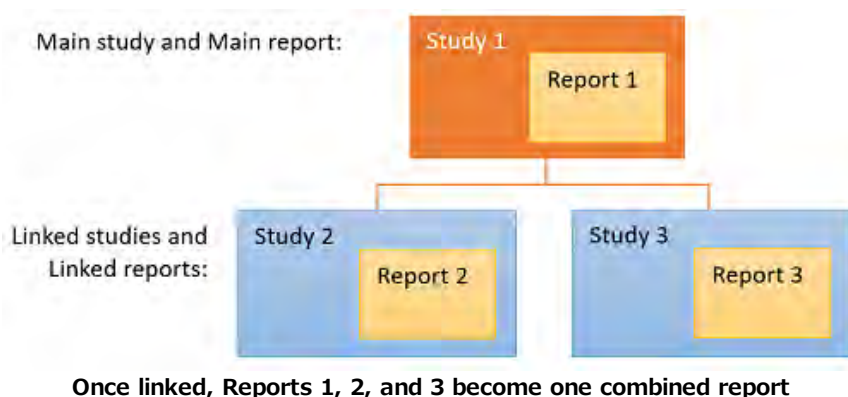 Main study and Main report:
Study 1
Report 1
Linked studies and
Linked reports:
Study 2
Report 2
Study 3
Report 3
Once linked, Reports 1, 2, and 3 become one combined report